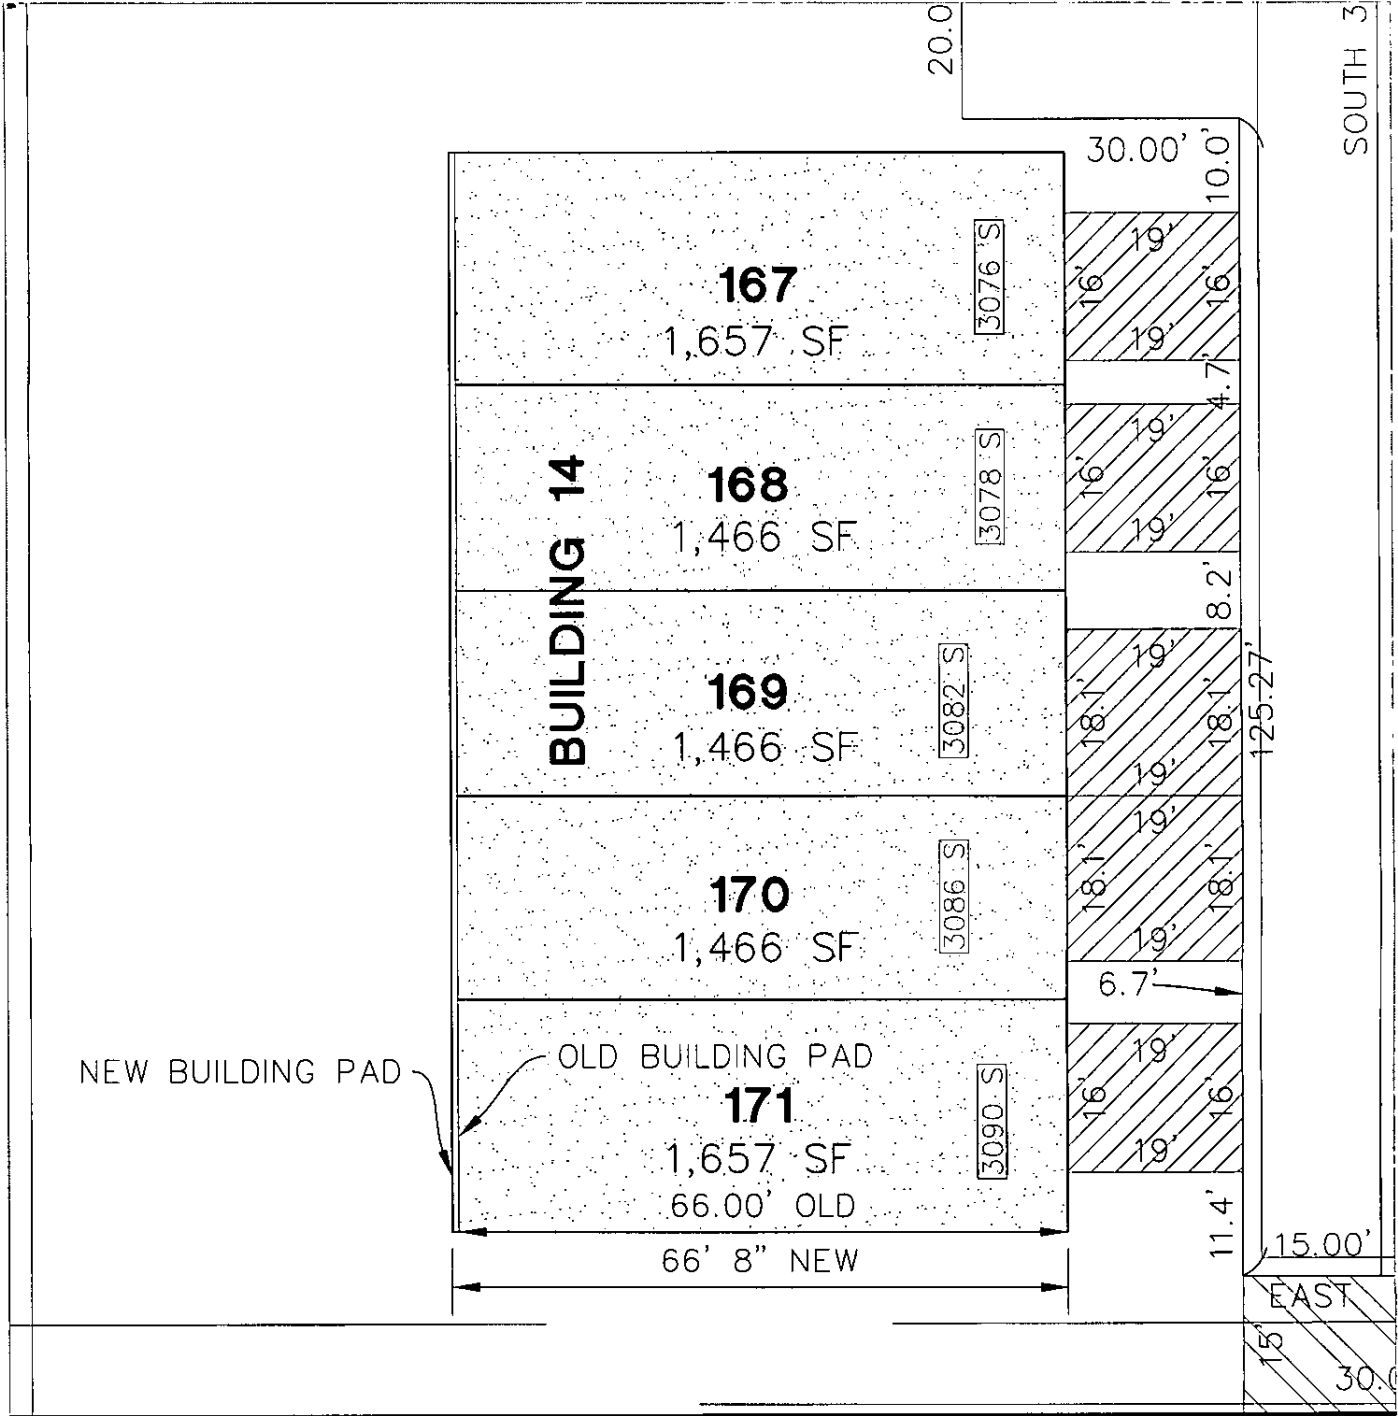 20.0
SOUTH 3
30.00'
10.0'
167
1,657 SF
3076 S
19'
16'
16'
19'
4.7'
BUILDING 14
168
1,466 SF
3078 S
19'
16'
16'
19'
8.2'
169
1,466 SF
3082 S
19'
18.1'
18.1'
19'
125.27'
170
1,466 SF
3086 S
19'
18.1'
18.1'
19'
6.7'
NEW BUILDING PAD
OLD BUILDING PAD
171
1,657 SF
3090 S
19'
16'
16'
19'
66.00' OLD
66' 8" NEW
11.4'
15.00'
EAST
15'
30.0